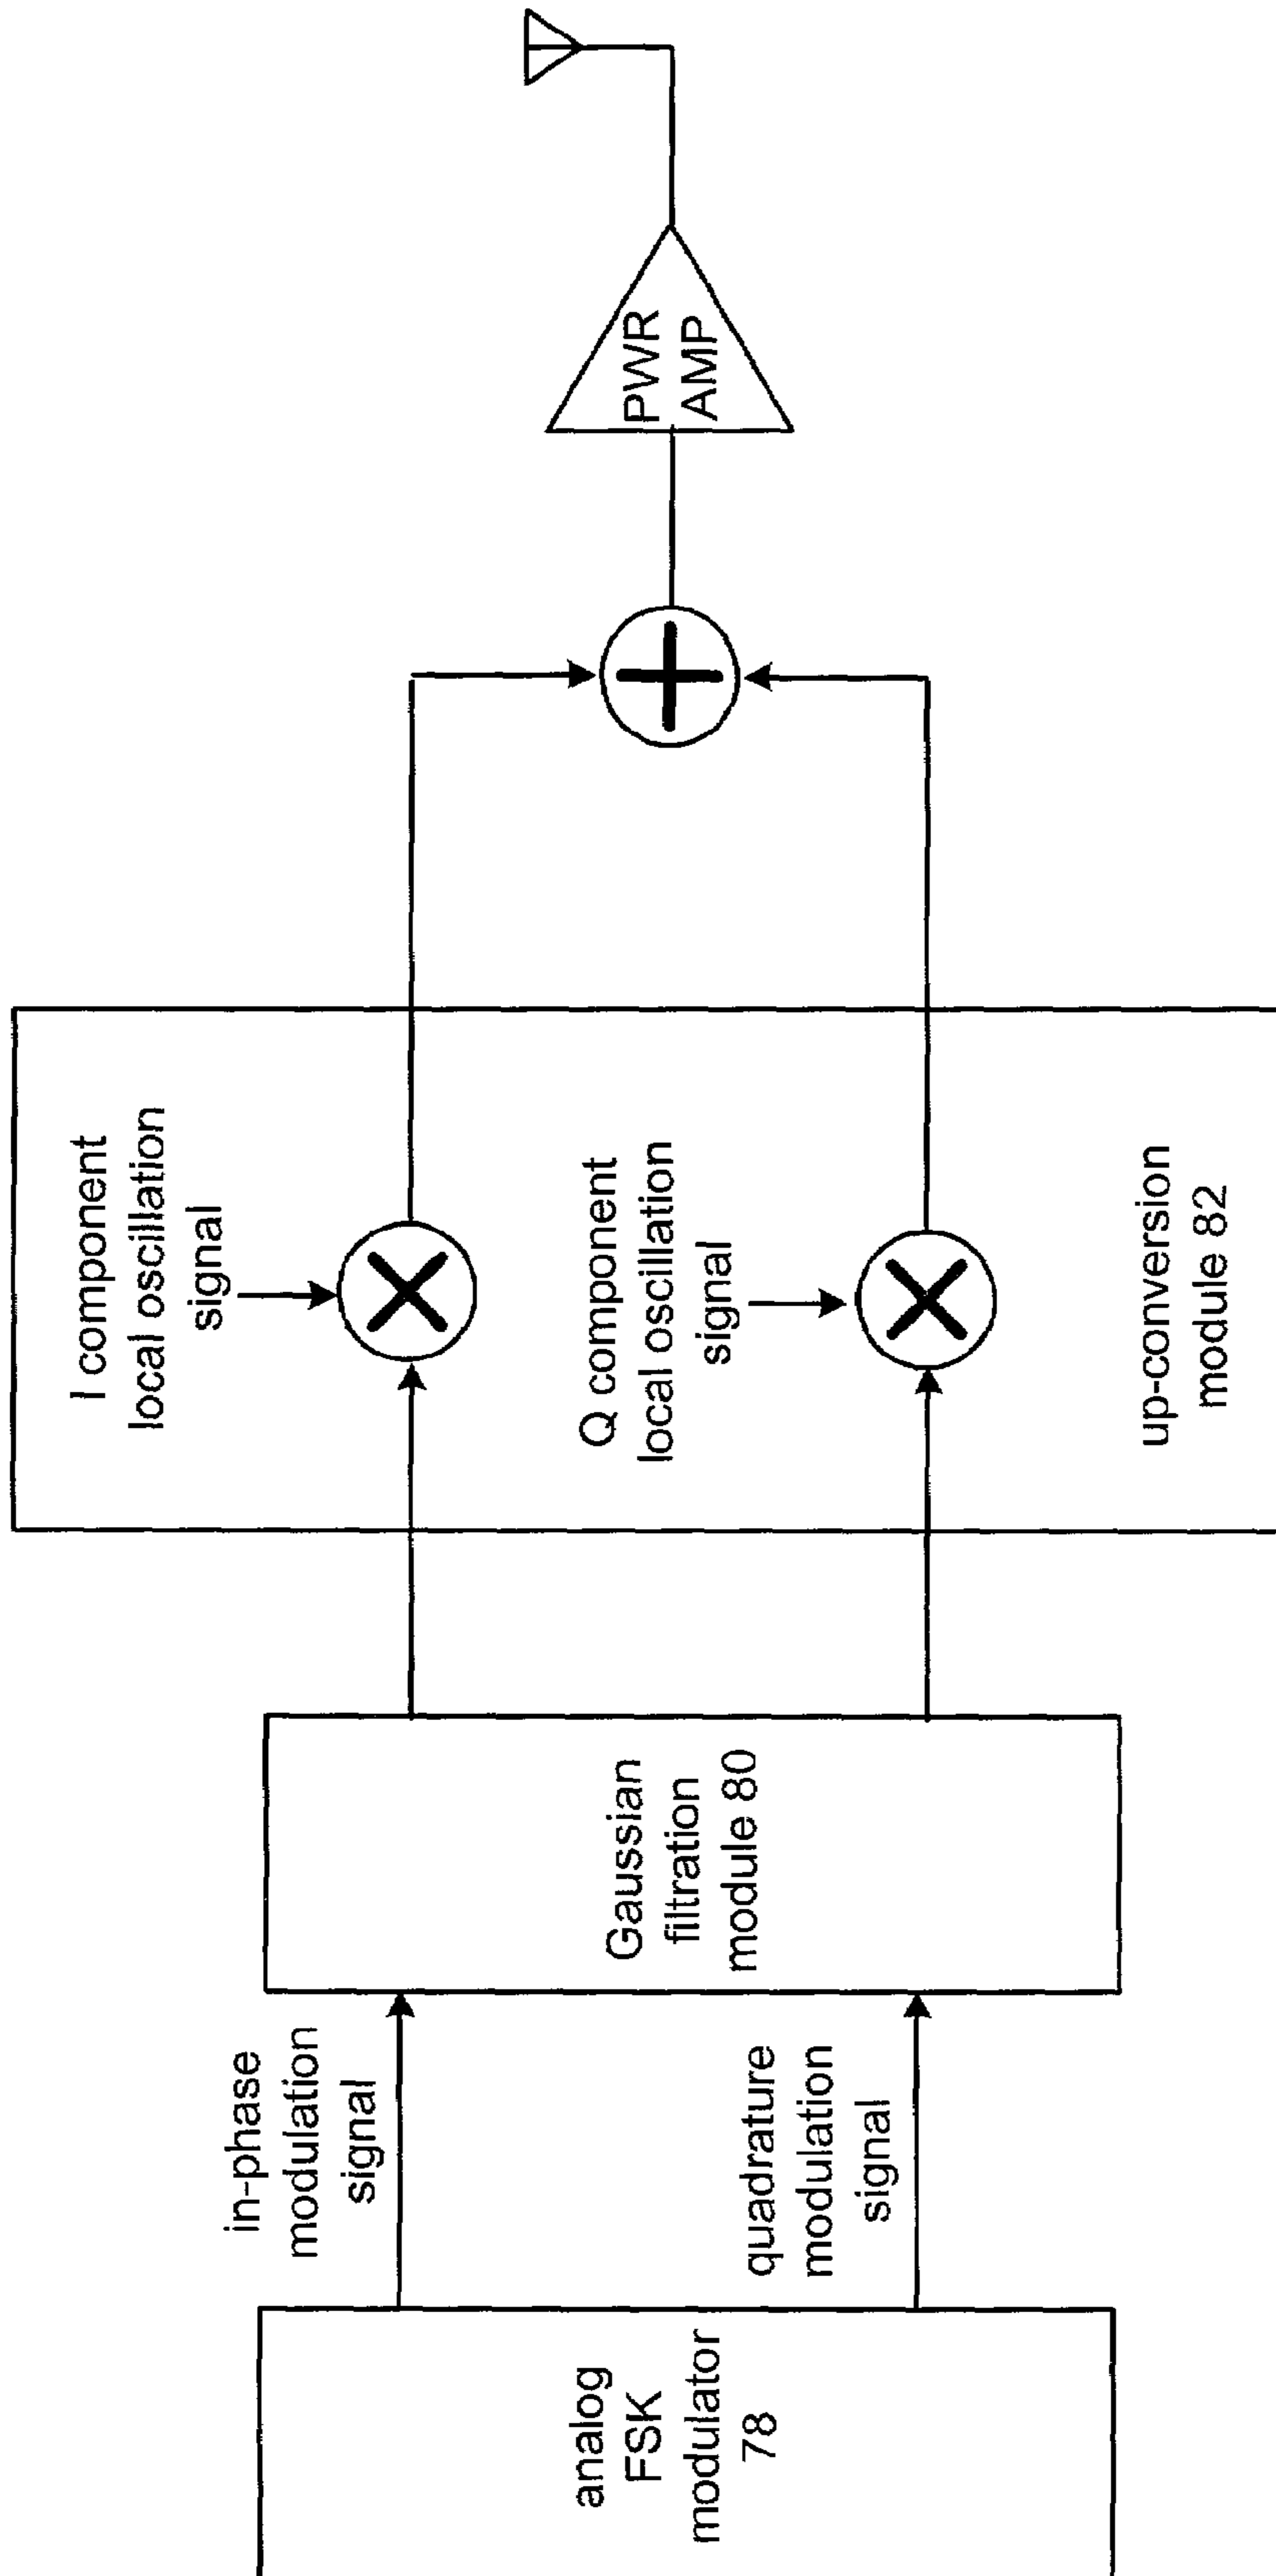 analog
FSK
modulator
78
in-phase
modulation
signal
quadrature
modulation
signal
Gaussian
filtration
module 80
I component
local oscillation
signal
Q component
local oscillation
signal
up-conversion
module 82
PWR
AMP